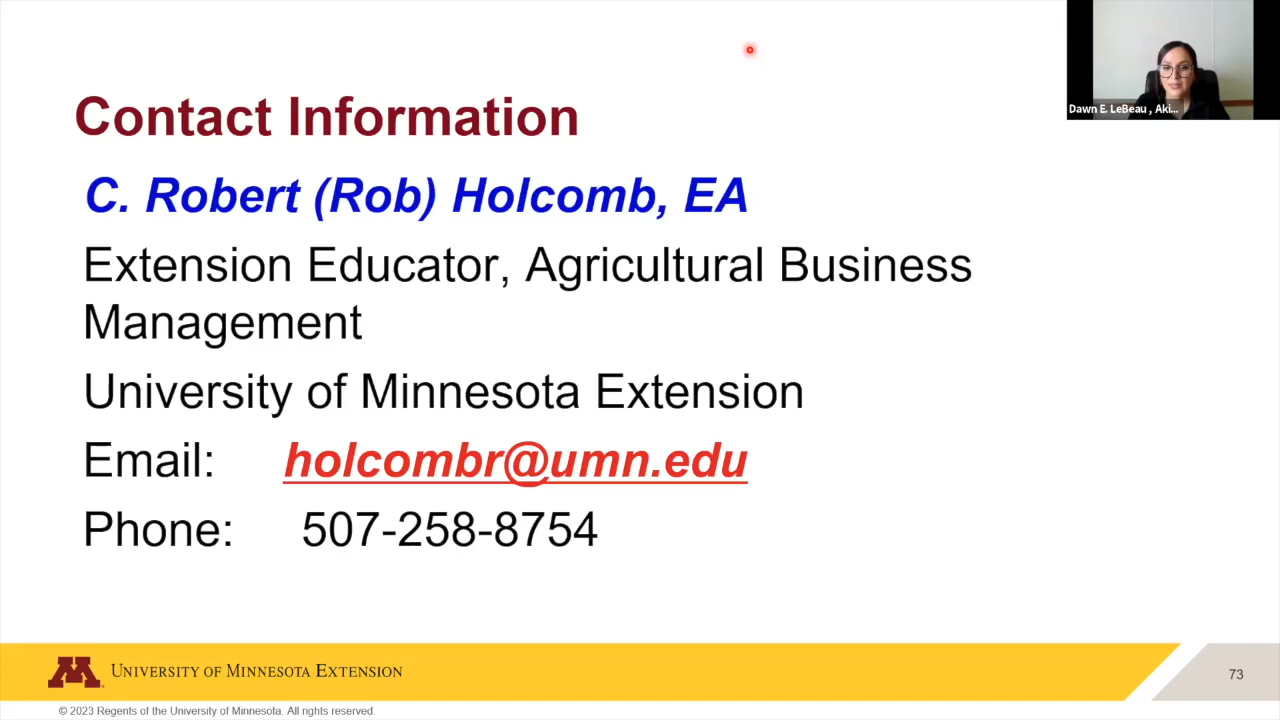 Contact Information
C. Robert (Rob) Holcomb, EA
Extension Educator, Agricultural Business
Management
University of Minnesota Extension
Email: holcombr@umn.edu
Phone: 507-258-8754
Dawn E. LeBeau , Aki...
M
UNIVERSITY OF MINNESOTA EXTENSION
73
© 2023 Regents of the University of Minnesota. All rights reserved.